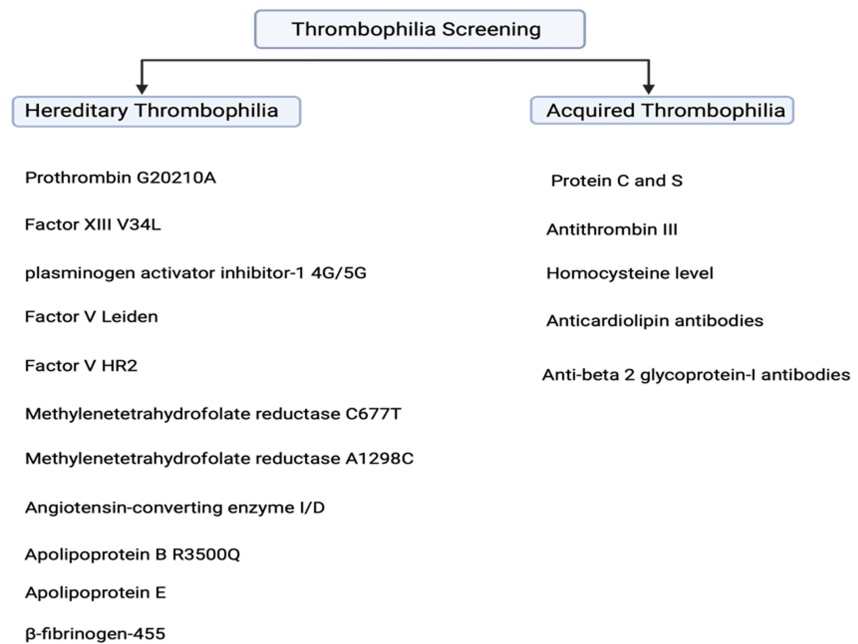 Thrombophilia Screening
Hereditary Thrombophilia
Prothrombin G20210A
Factor XIII V34L
plasminogen activator inhibitor-1 4G/5G
Factor V Leiden
Factor V HR2
Methylenetetrahydrofolate reductase C677T
Methylenetetrahydrofolate reductase A1298C
Angiotensin-converting enzyme I/D
Apolipoprotein B R3500Q
Apolipoprotein E
β-fibrinogen-455
Acquired Thrombophilia
Protein C and S
Antithrombin III
Homocysteine level
Anticardiolipin antibodies
Anti-beta 2 glycoprotein-I antibodies